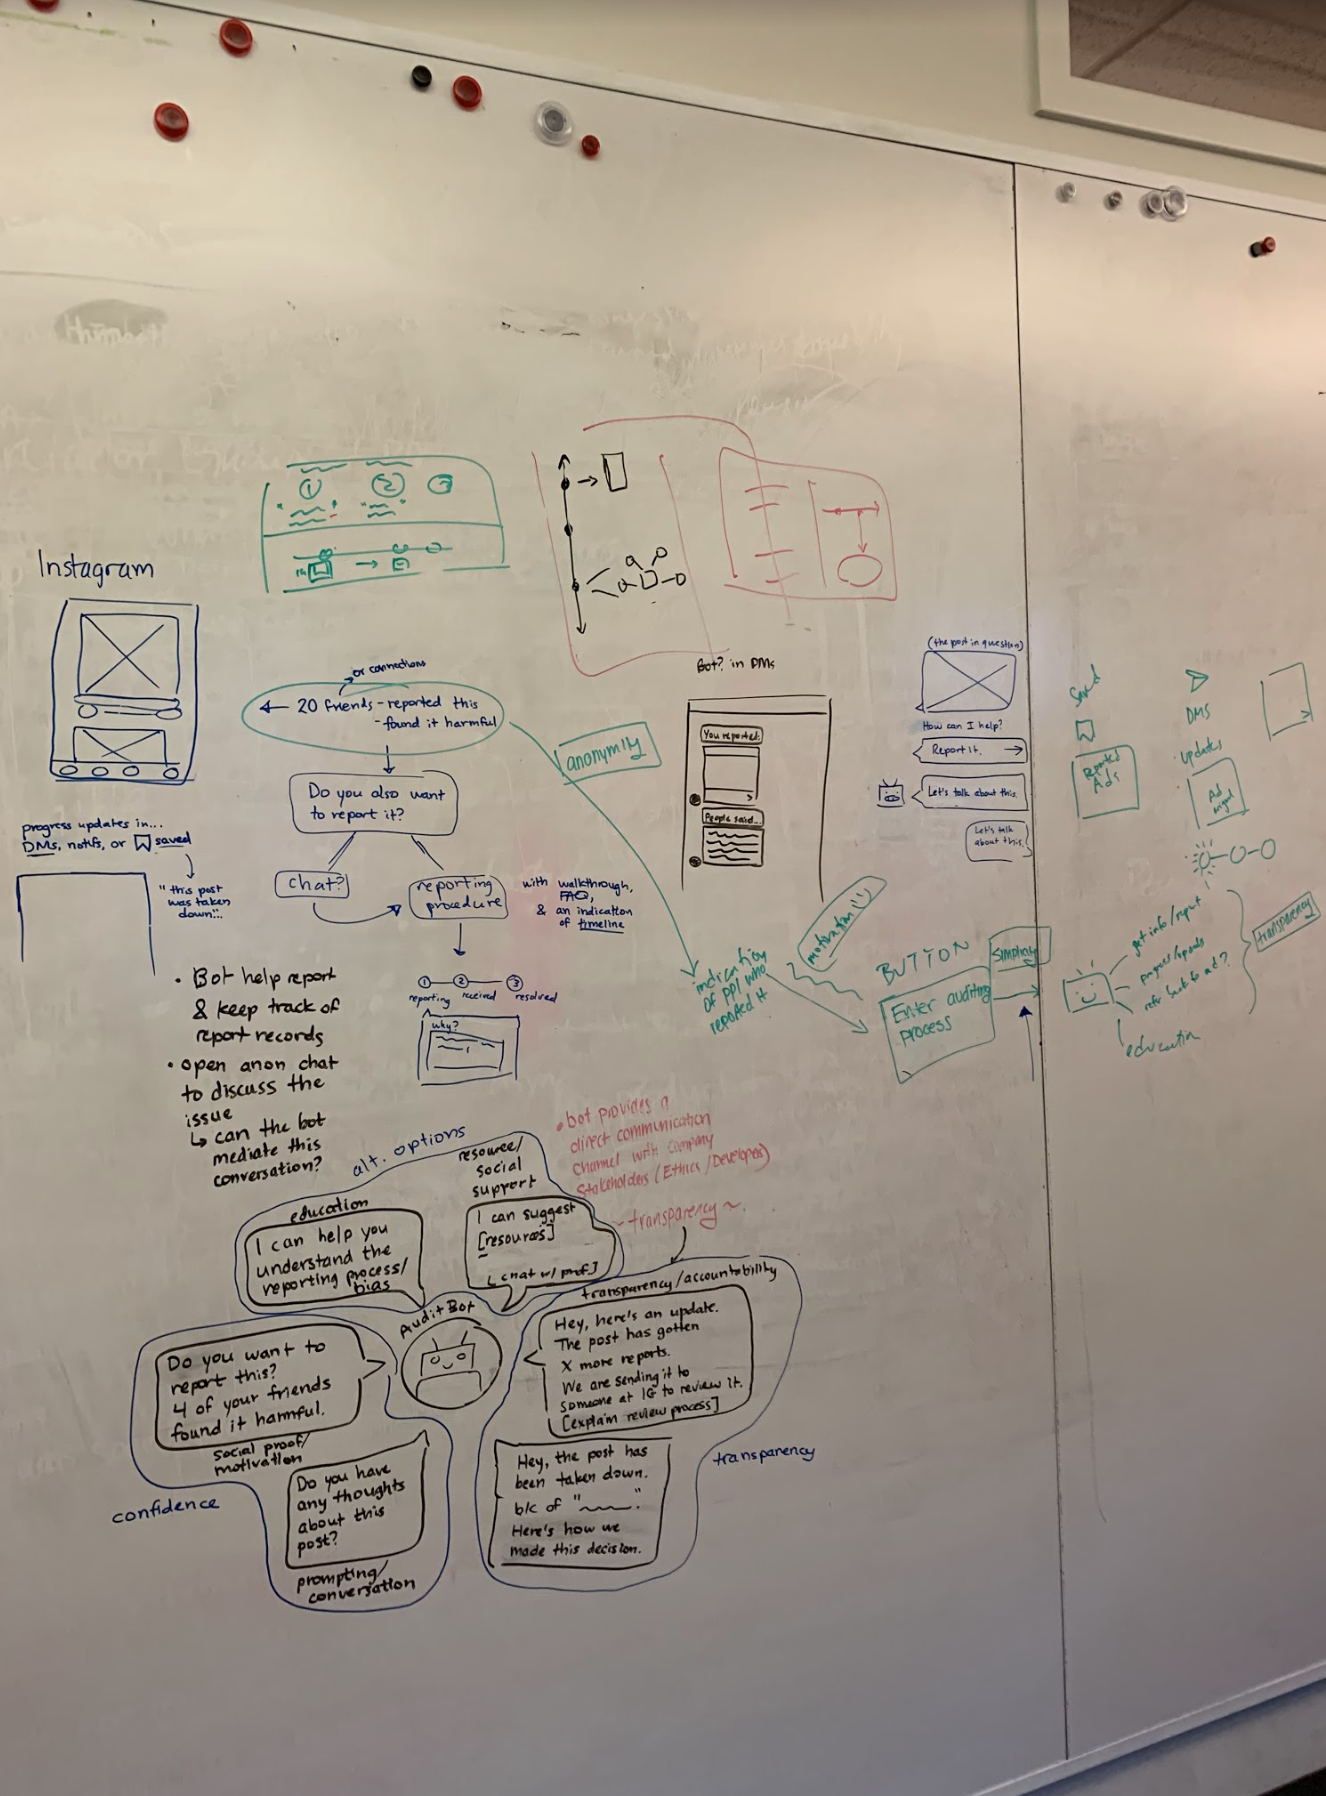 ① ② ③
Instagram
or connections
← 20 friends - reported this
- found it harmful
Do you also want
to report it?
chat?
reporting
procedure
with walkthrough,
FAQ,
& an indication
of timeline
① ② ③
reporting received resolved
why?
progress updates in...
DMs, notifs, or saved
"this post
was taken
down"...
• Bot help report
& keep track of
report records
• open anon chat
to discuss the
issue
↳ can the bot
mediate this
conversation?
anonymity
Bot? in DMs
You reported:
People said...
(the post in question)
How can I help?
Report it. →
Let's talk about this.
Let's talk
about this.
Saved
Reported
Ads
DMs
updates
Ad
motivation :)
indication
of ppl who
reported it
BUTTON
Enter auditing
process
get info/input
education
transparency
• bot provides a
direct communication
channel with company
stakeholders (Ethics/Developers)
~ transparency ~
alt. options
education
I can help you
understand the
reporting process/
bias
resource/
social
support
I can suggest
[resources]
[chat w/ prof.]
Audit Bot
Do you want to
report this?
4 of your friends
found it harmful.
social proof/
motivation
Do you have
any thoughts
about this
post?
prompting/
conversation
confidence
transparency/accountability
Hey, here's an update.
The post has gotten
X more reports.
We are sending it to
someone at IG to review it.
[explain review process]
Hey, the post has
been taken down.
b/c of "~~~."
Here's how we
made this decision.
transparency